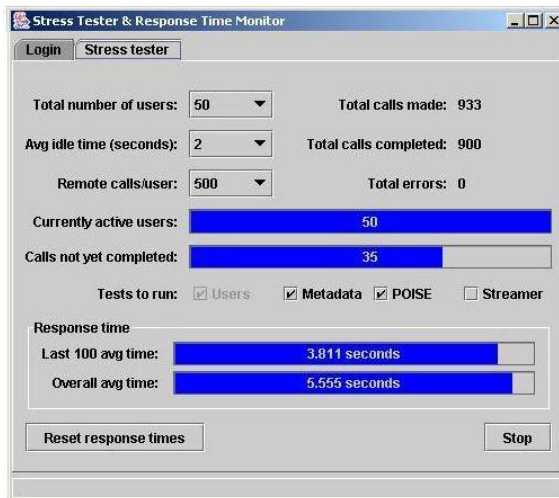 Stress Tester & Response Time Monitor
Login Stress tester
Total number of users: 50 Total calls made: 933
Avg idle time (seconds): 2 Total calls completed: 900
Remote calls/user: 500 Total errors: 0
Currently active users: 50
Calls not yet completed: 35
Tests to run: Users Metadata POISE Streamer
Response time
Last 100 avg time: 3.811 seconds
Overall avg time: 5.555 seconds
Reset response times Stop